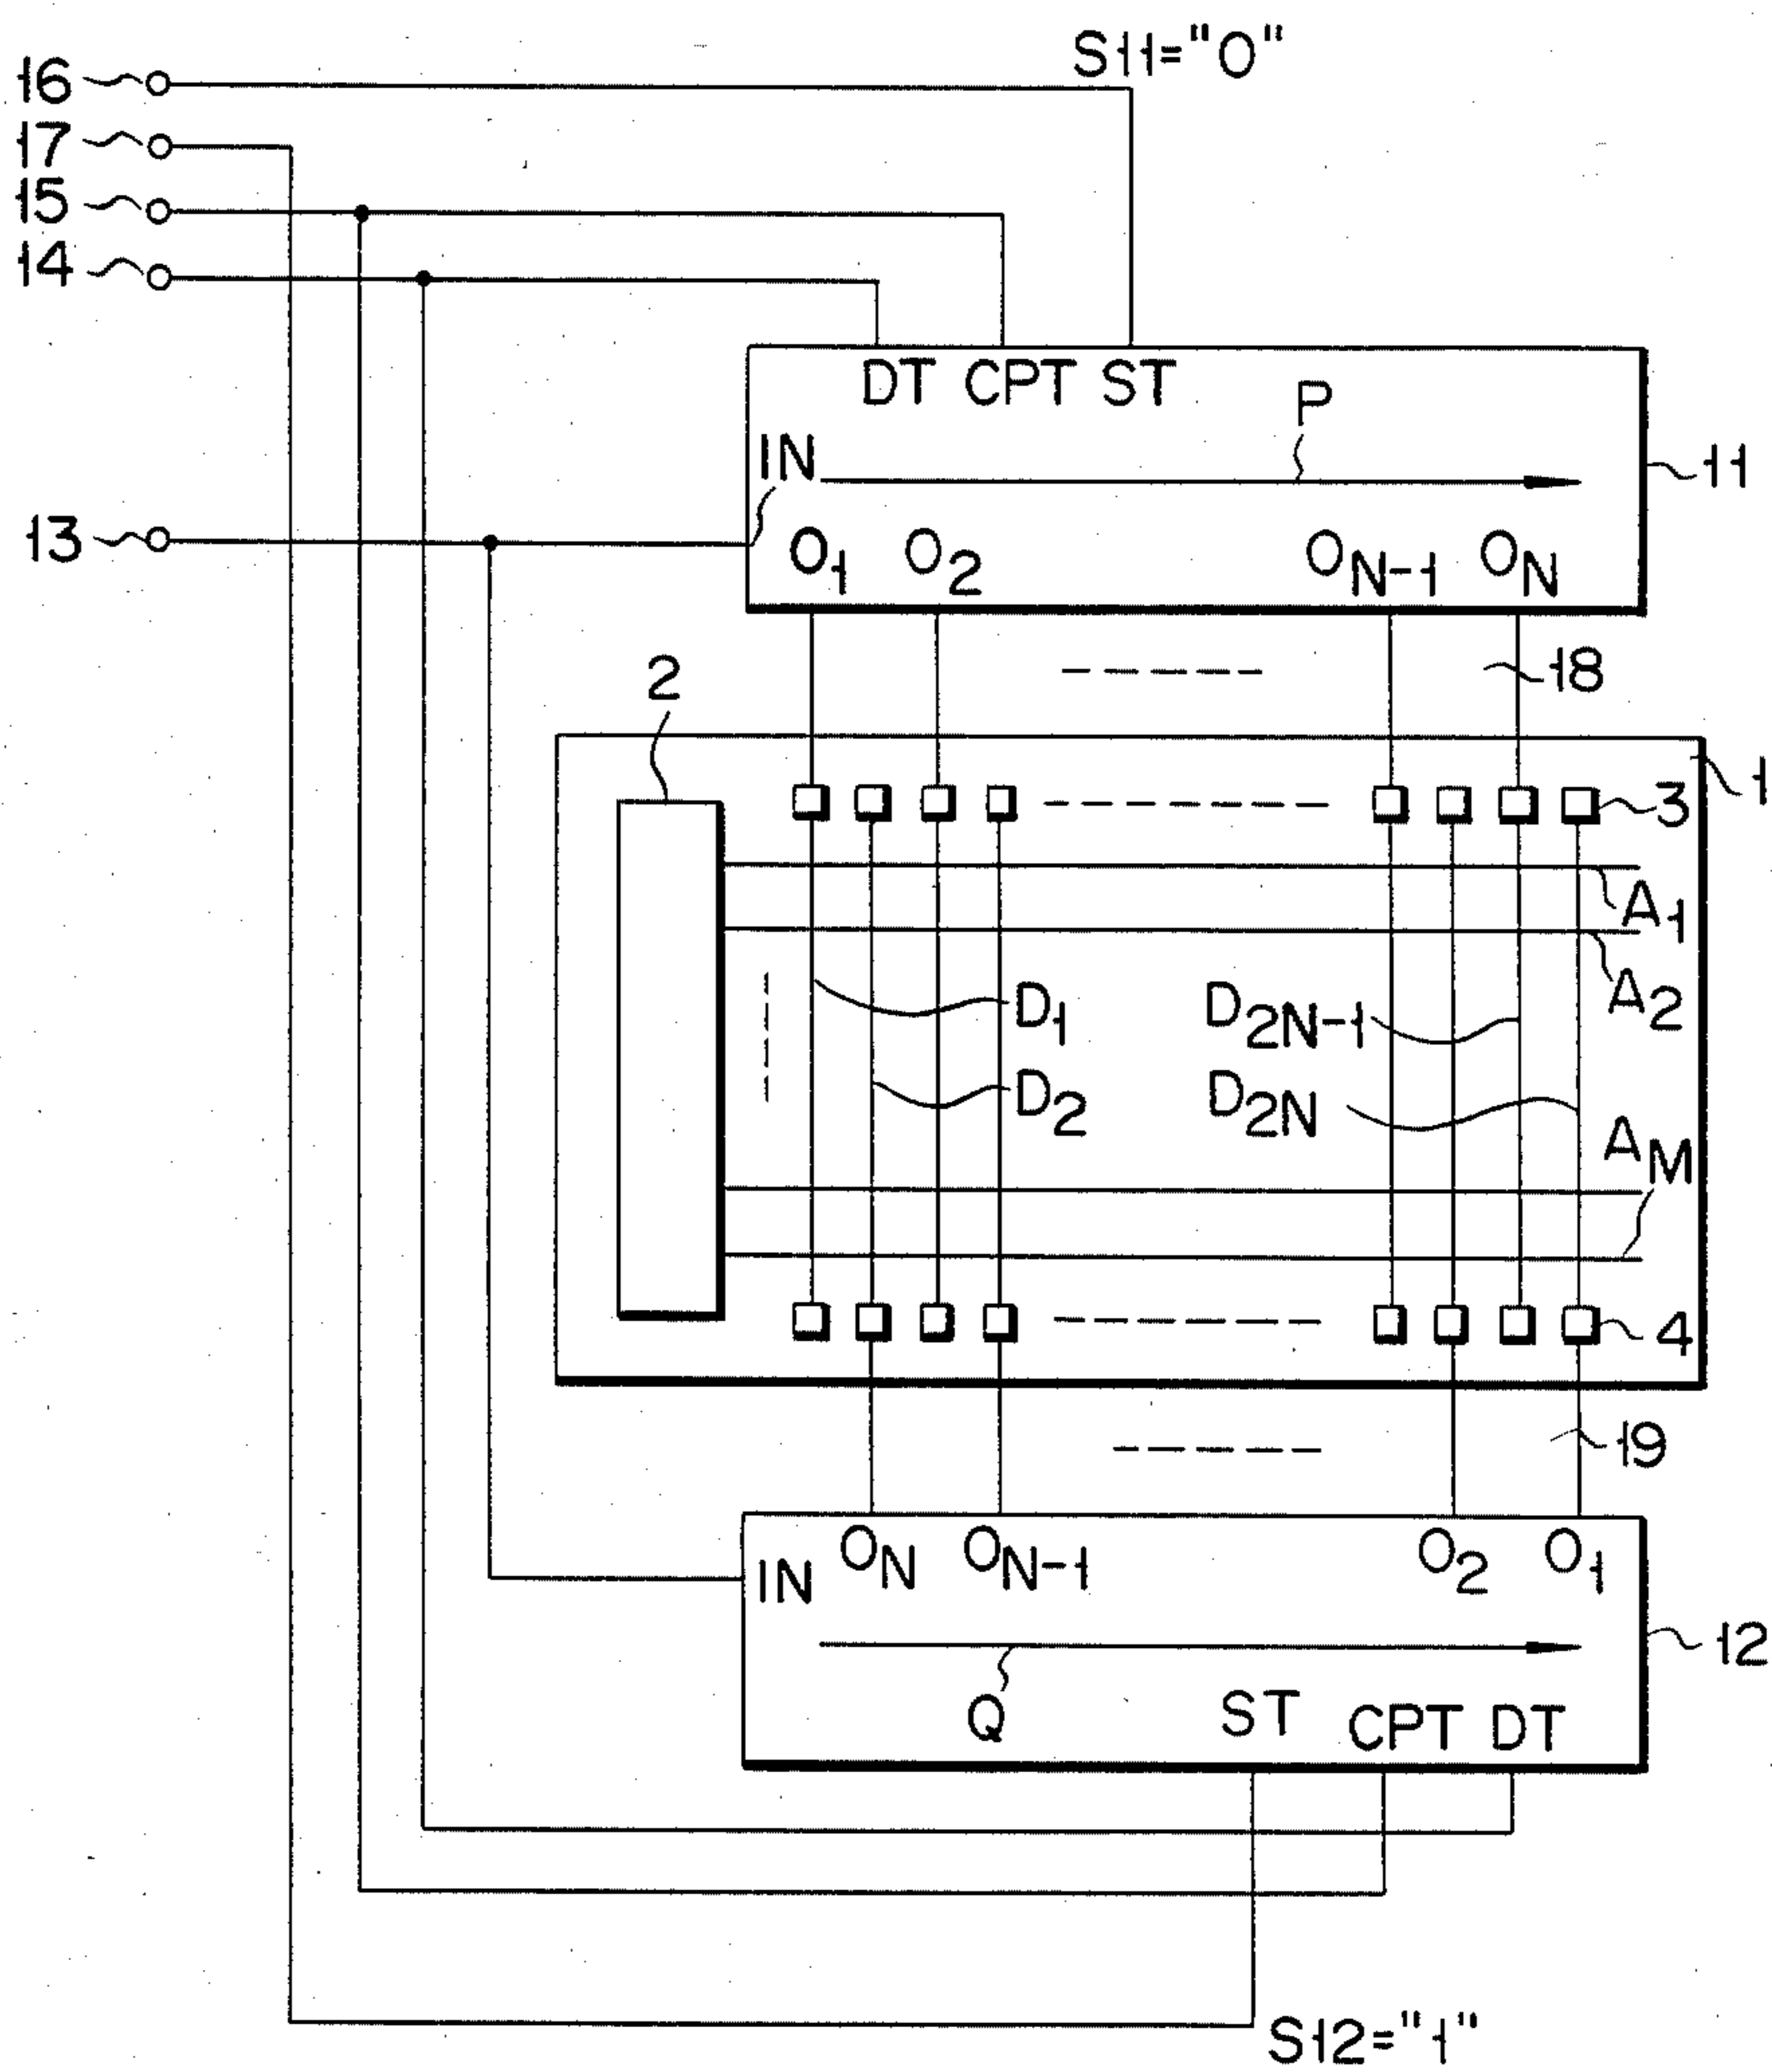 S11="0"
16
17
15
14
DT CPT ST
P
IN
11
13
O1 O2 ON-1 ON
2
18
1
3
A1
A2
D1 D2N-1
D2 D2N
AM
4
19
IN ON ON-1 O2 O1
12
Q
ST CPT DT
S12="1"